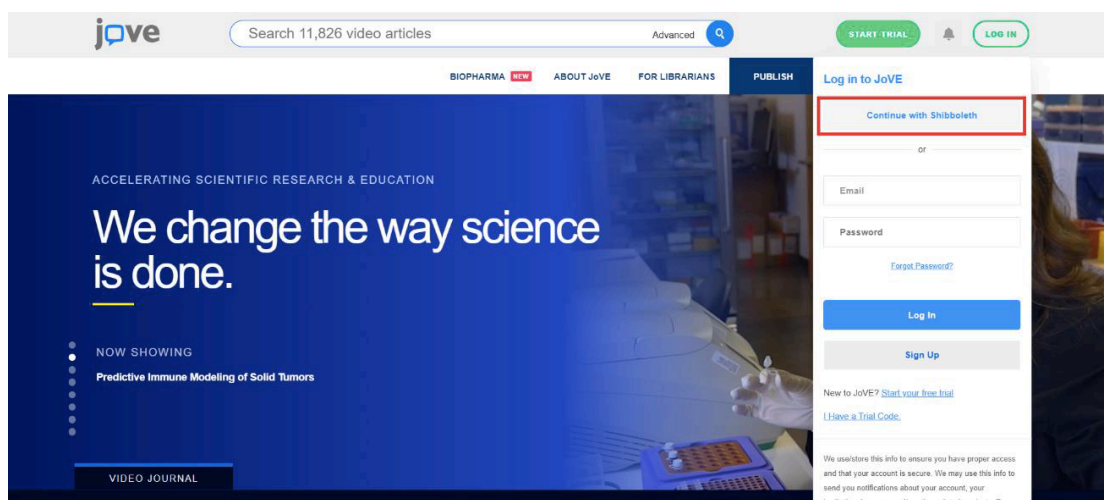 jove
Search 11,826 video articles
Advanced
START TRIAL
LOG IN
BIOPHARMA NEW ABOUT JoVE FOR LIBRARIANS PUBLISH
Log in to JoVE
Continue with Shibboleth
or
Email
Password
Forgot Password?
Log In
Sign Up
New to JoVE? Start your free trial
I Have a Trial Code.
We use/store this info to ensure you have proper access
and that your account is secure. We may use this info to
send you notifications about your account, your
ACCELERATING SCIENTIFIC RESEARCH & EDUCATION
We change the way science
is done.
NOW SHOWING
Predictive Immune Modeling of Solid Tumors
VIDEO JOURNAL